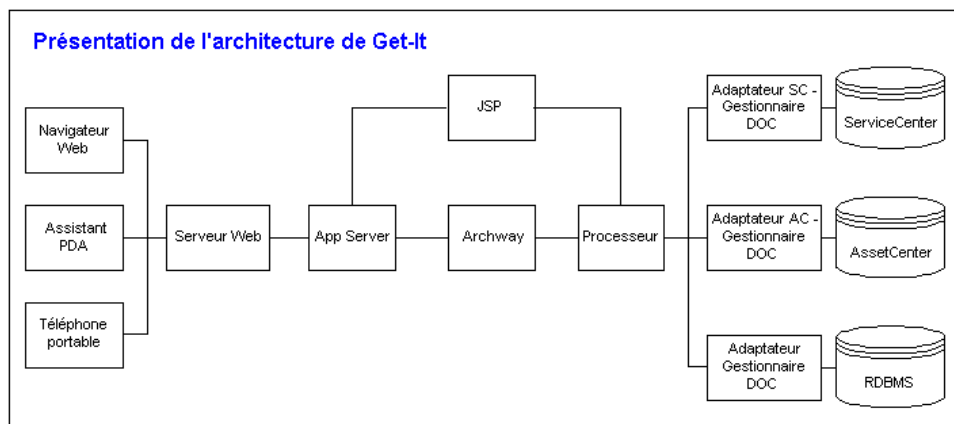 Présentation de l'architecture de Get-It
Navigateur
Web
Assistant
PDA
Téléphone
portable
Serveur Web
App Server
JSP
Archway
Processeur
Adaptateur SC -
Gestionnaire
DOC
ServiceCenter
Adaptateur AC -
Gestionnaire
DOC
AssetCenter
Adaptateur
Gestionnaire
DOC
RDBMS